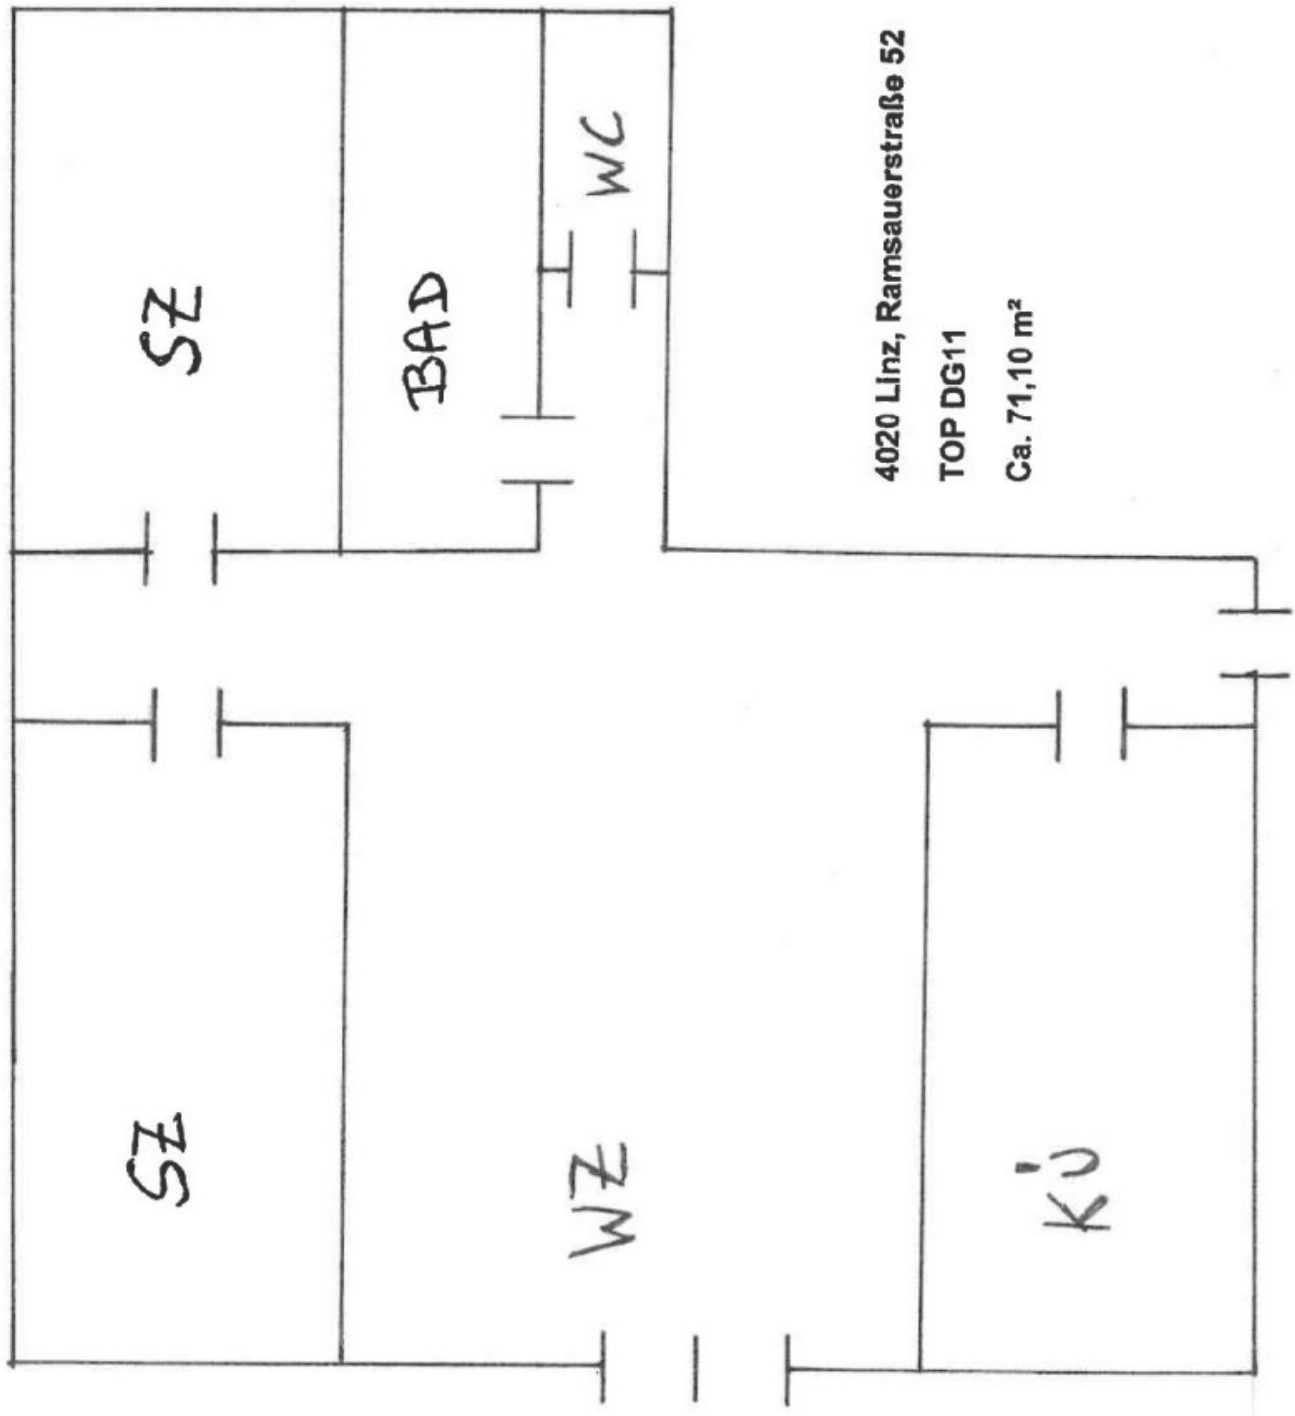 SZ
SZ
BAD
WC
WZ
KÜ
4020 Linz, Ramsauerstraße 52
TOP DG11
Ca. 71,10 m²